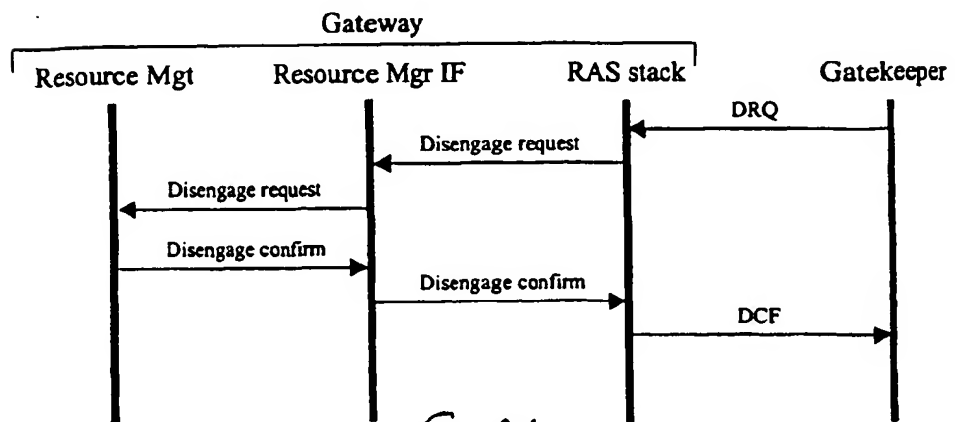 Gateway
Resource Mgt Resource Mgr IF RAS stack Gatekeeper
DRQ
Disengage request
Disengage request
Disengage confirm
Disengage confirm
DCF